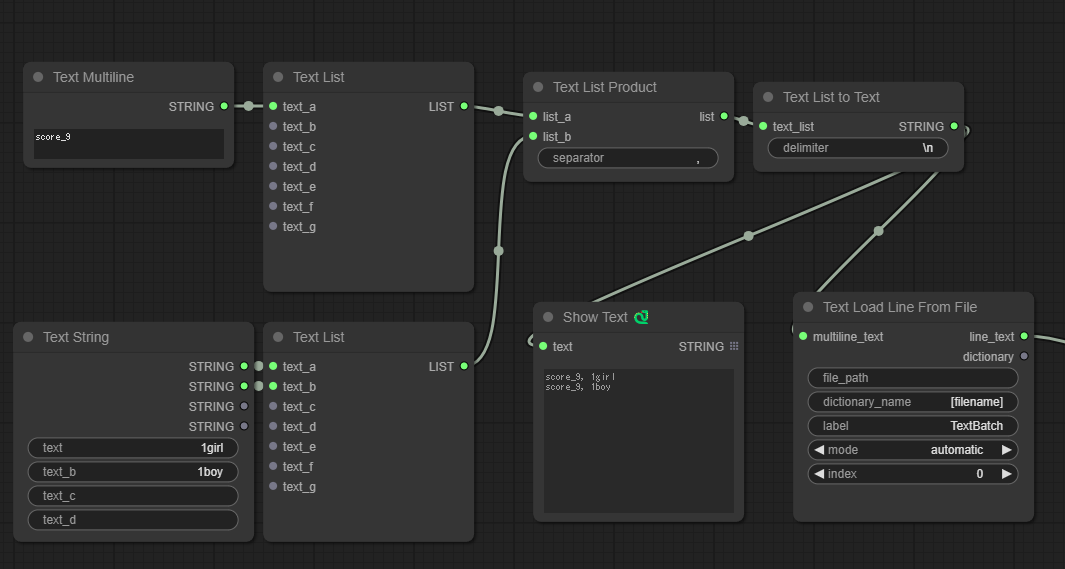 Text Multiline
STRING
score_9
Text List
text_a LIST
text_b
text_c
text_d
text_e
text_f
text_g
Text List Product
list_a list
list_b
separator ,
Text List to Text
text_list STRING
delimiter \n
Text String
STRING
STRING
STRING
STRING
text 1girl
text_b 1boy
text_c
text_d
Text List
text_a LIST
text_b
text_c
text_d
text_e
text_f
text_g
Show Text
text STRING
score_9, 1girl
score_9, 1boy
Text Load Line From File
multiline_text line_text
dictionary
file_path
dictionary_name [filename]
label TextBatch
mode automatic
index 0